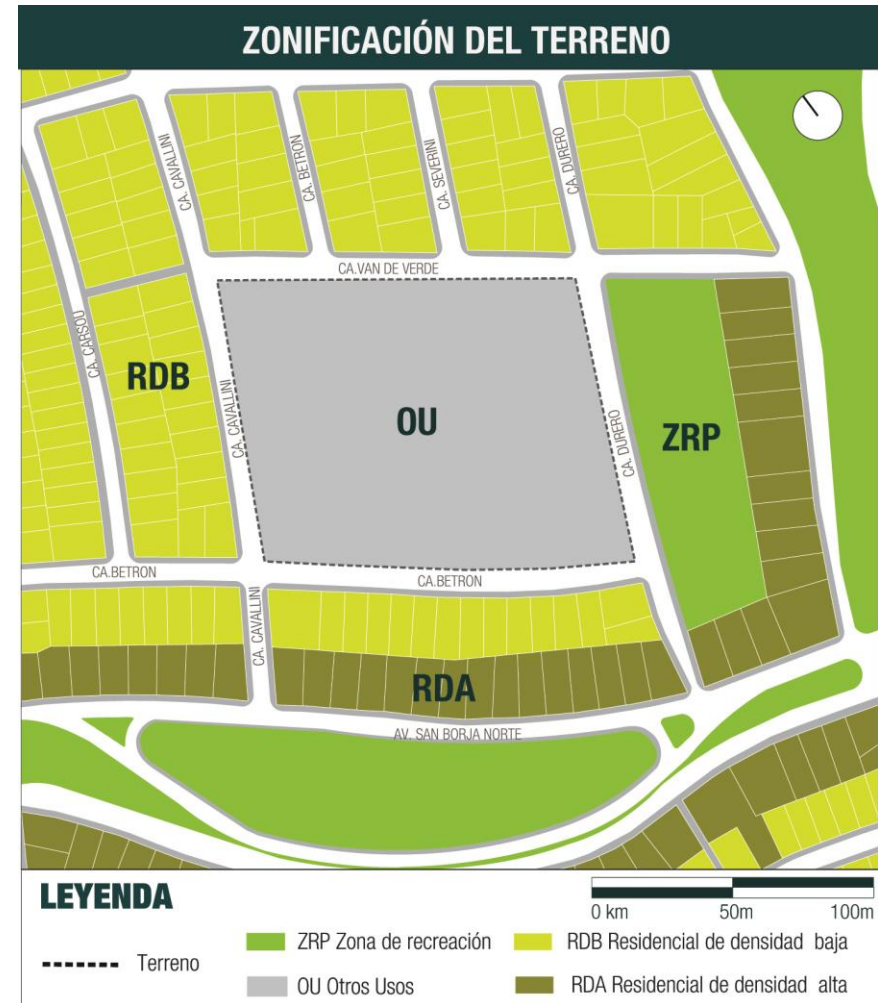 ZONIFICACIÓN DEL TERRENO
CA. CAVALLINI
CA. BETRON
CA. SEVERINI
CA. DURERO
CA.VAN DE VERDE
CA. CARSOU
RDB
CA. CAVALLINI
OU
CA. DURERO
ZRP
CA.BETRON
CA.BETRON
CA. CAVALLINI
RDA
AV. SAN BORJA NORTE
LEYENDA
0 km 50m 100m
Terreno
ZRP Zona de recreación
RDB Residencial de densidad baja
OU Otros Usos
RDA Residencial de densidad alta